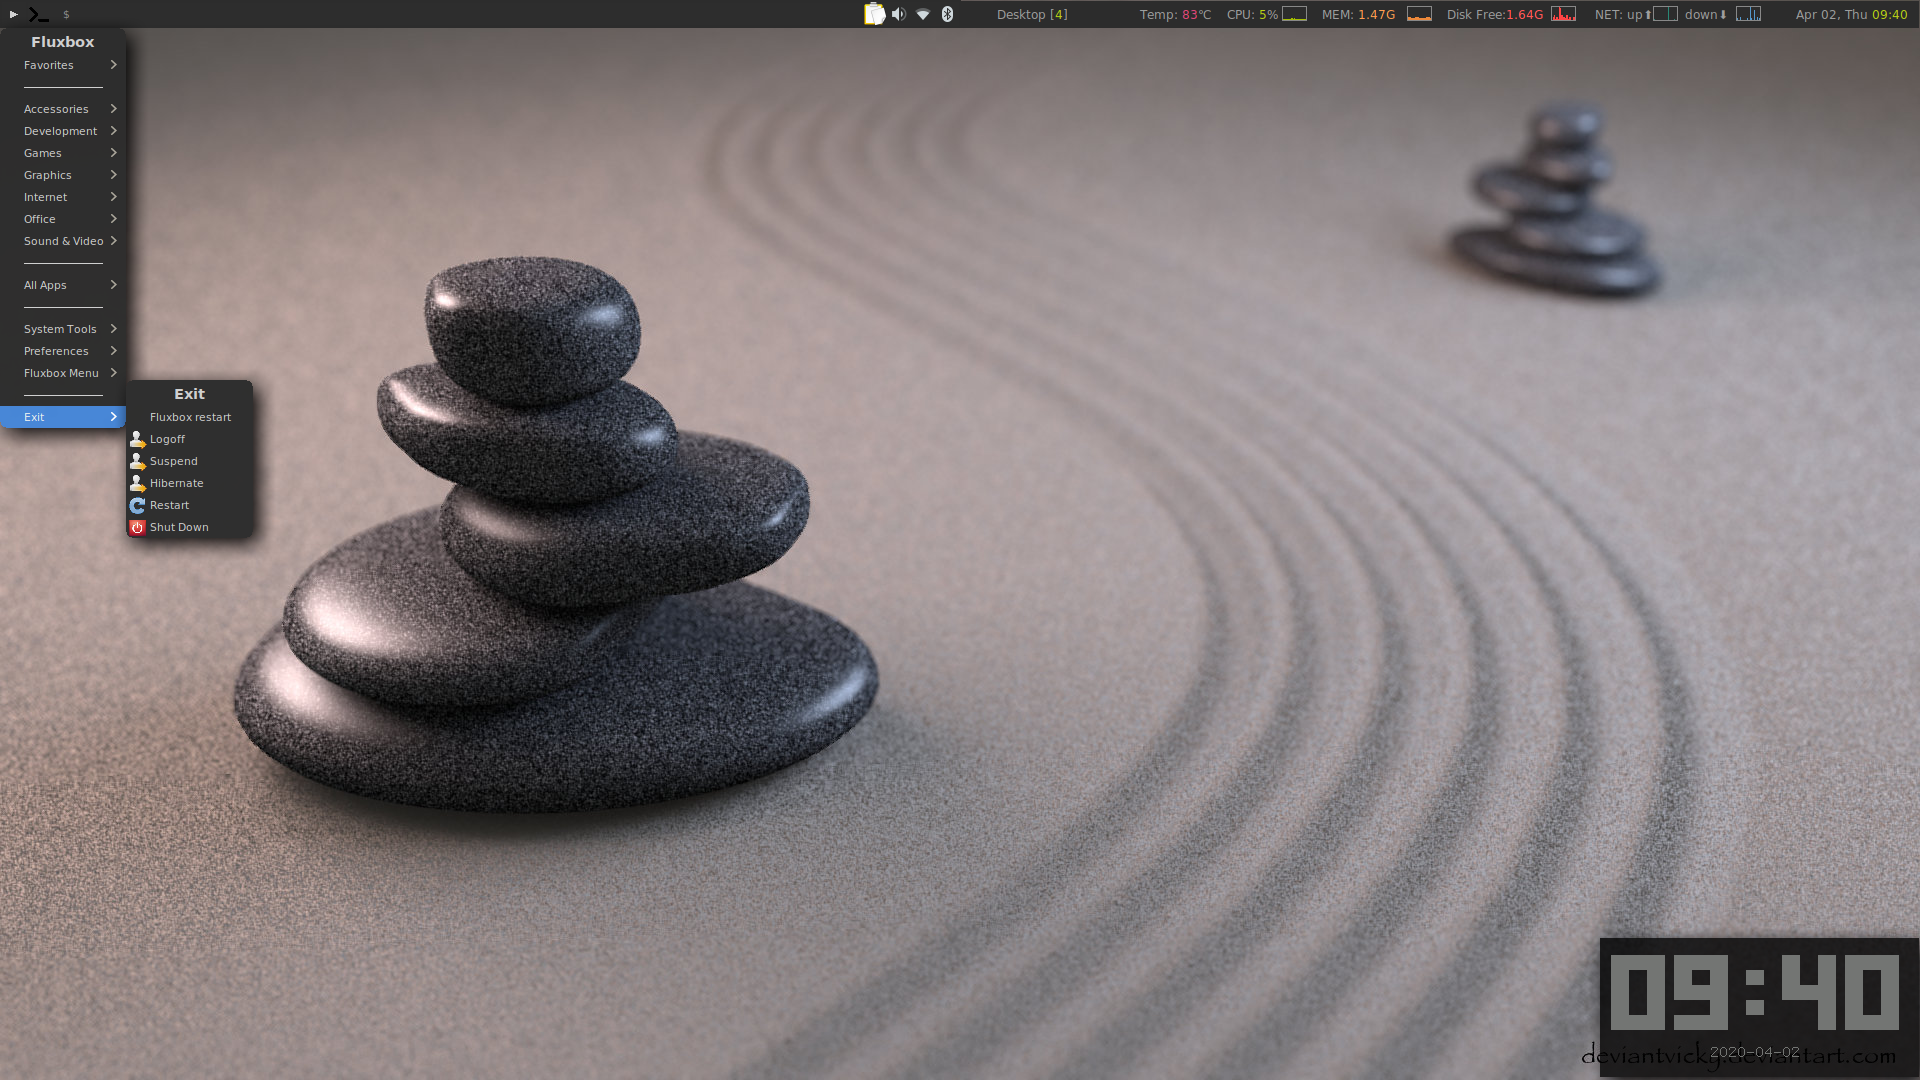 $ Desktop [4] Temp: 83℃ CPU: 5% MEM: 1.47G Disk Free:1.64G NET: up⬆ down⬇ Apr 02, Thu 09:40
Fluxbox
Favorites
Accessories
Development
Games
Graphics
Internet
Office
Sound & Video
All Apps
System Tools
Preferences
Fluxbox Menu
Exit
Exit
Fluxbox restart
Logoff
Suspend
Hibernate
Restart
Shut Down
09:40
2020-04-02
deviantvicky.deviantart.com